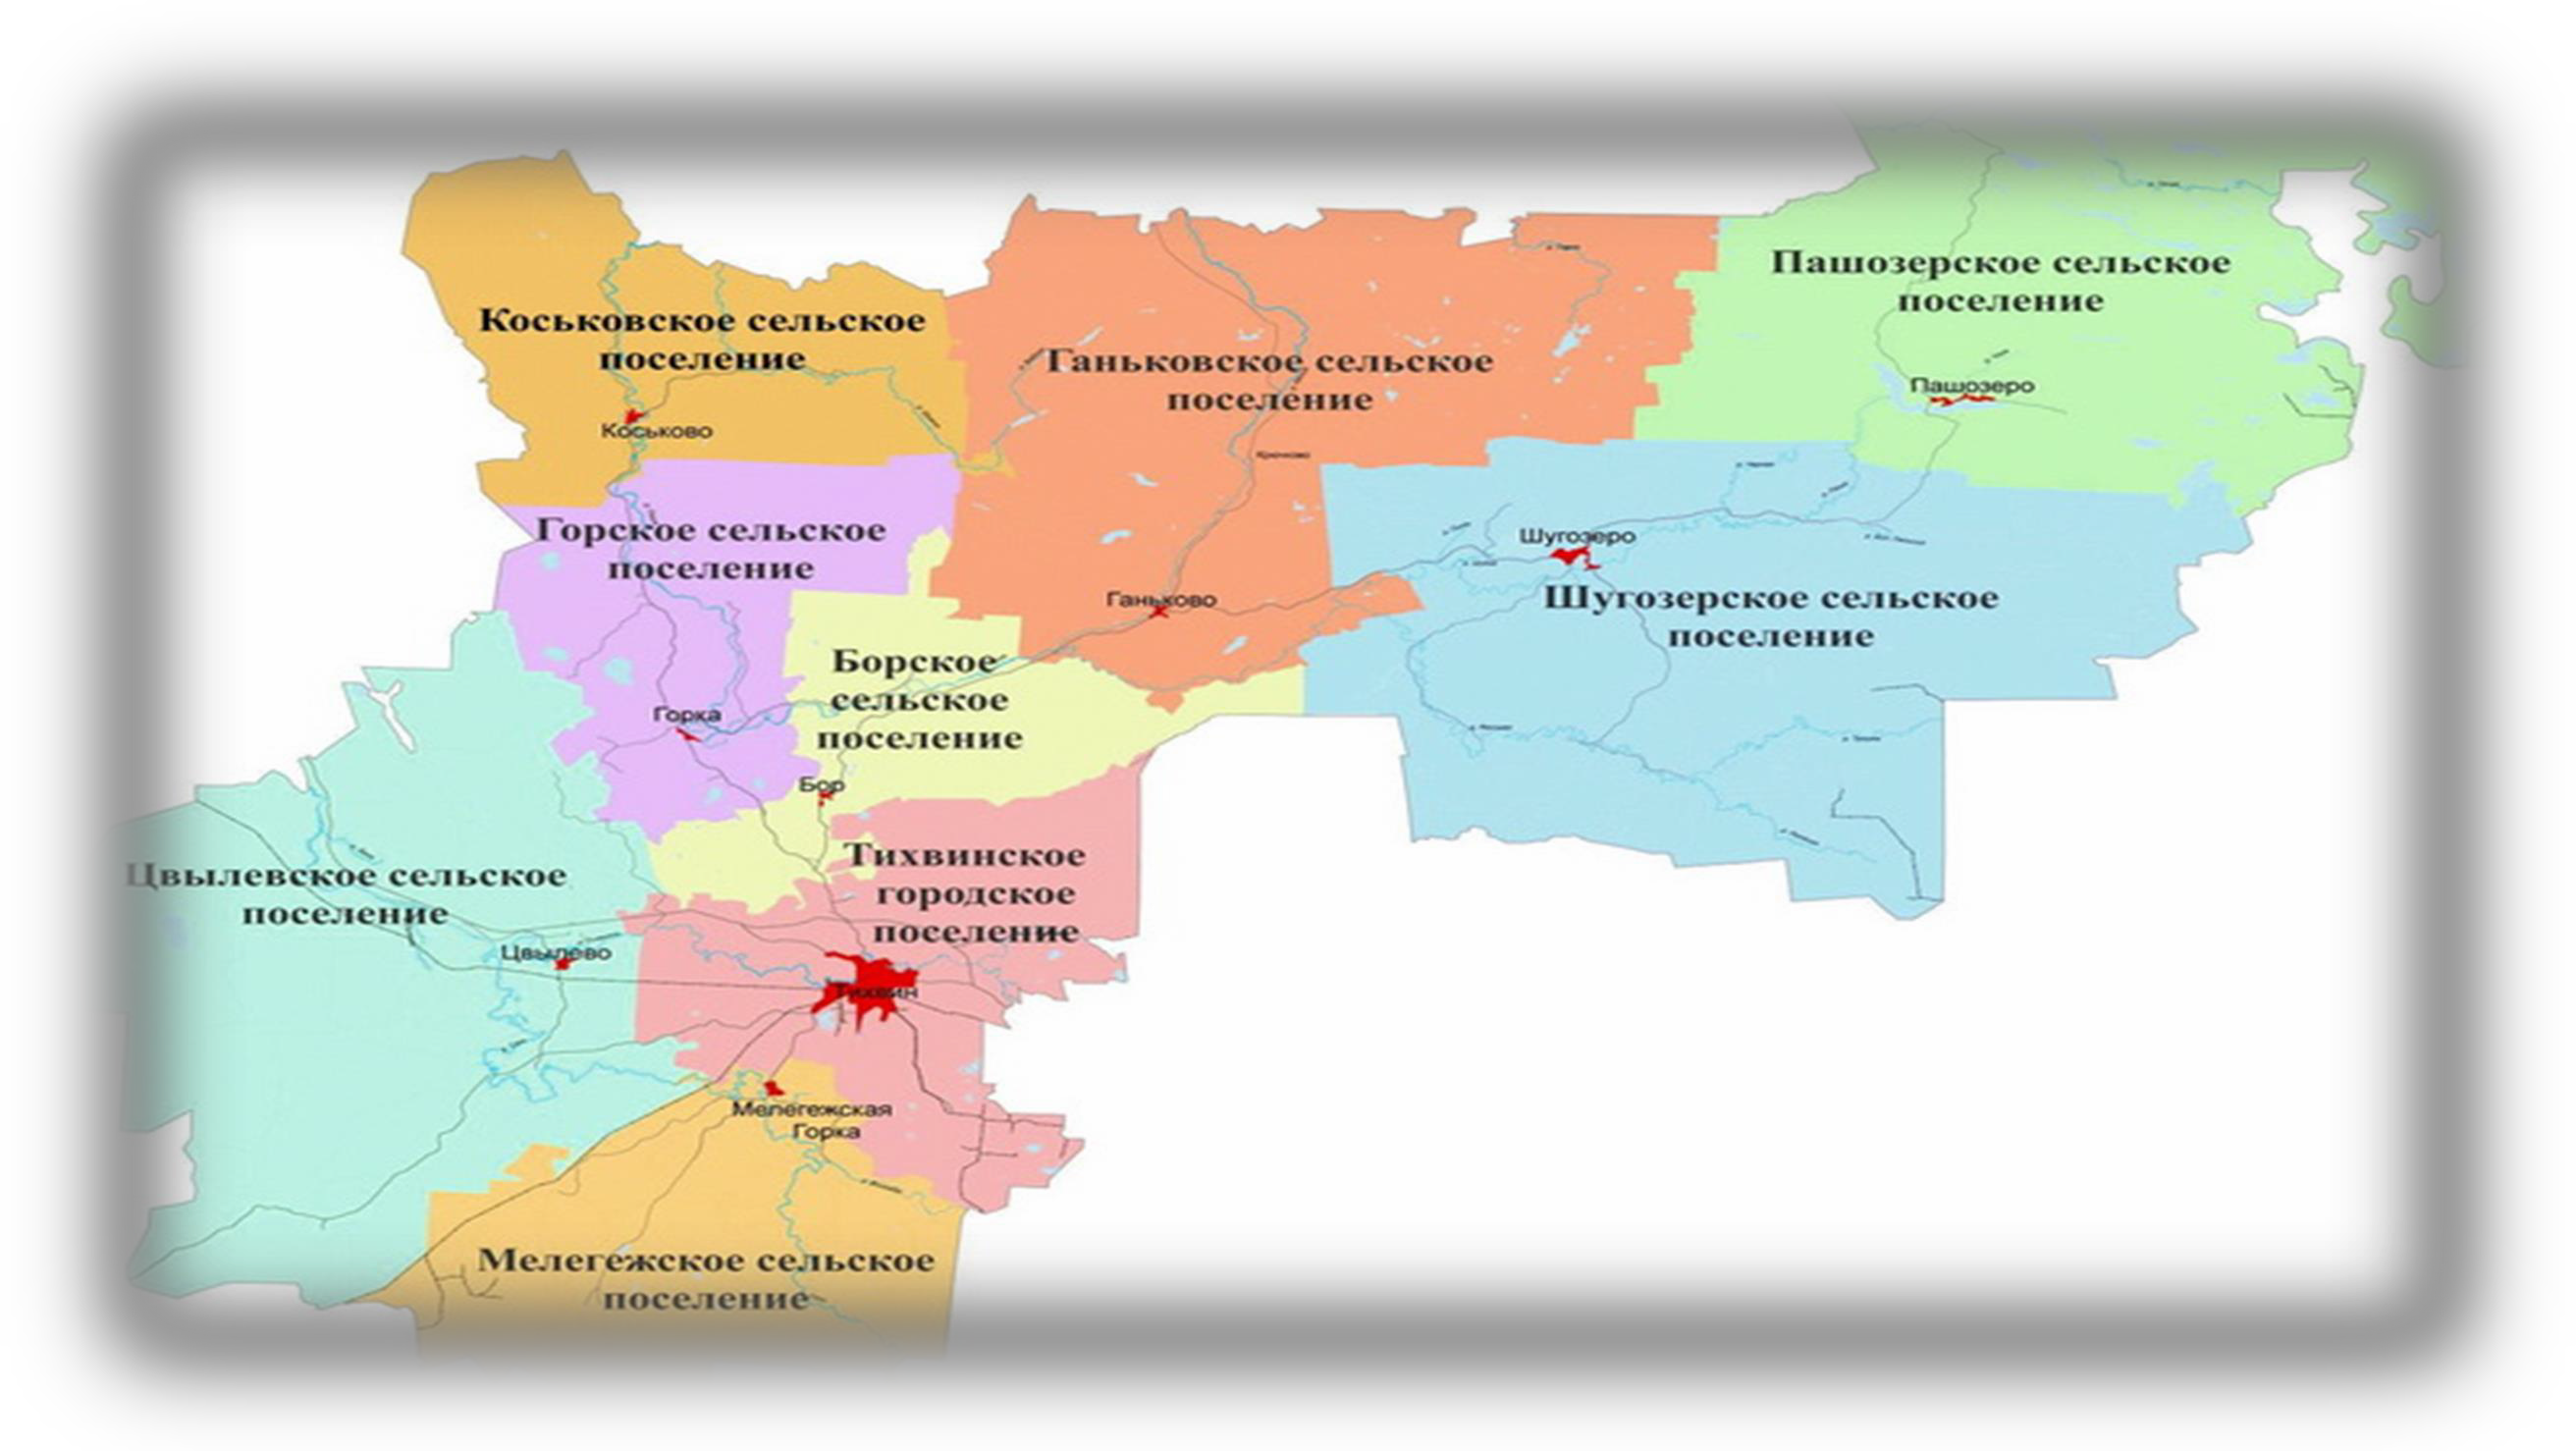 Пашозерское сельское
поселение
Коськовское сельское
поселение
Ганьковское сельское
поселение
Пашозеро
Коськово
Крючково
Горское сельское
поселение
Шугозеро
Шугозерское сельское
поселение
Ганьково
Борское
сельское
поселение
Горка
Бор
Тихвинское
городское
поселение
Цвылевское сельское
поселение
Цвылево
Тихвин
Мелегежская
Горка
Мелегежское сельское
поселение